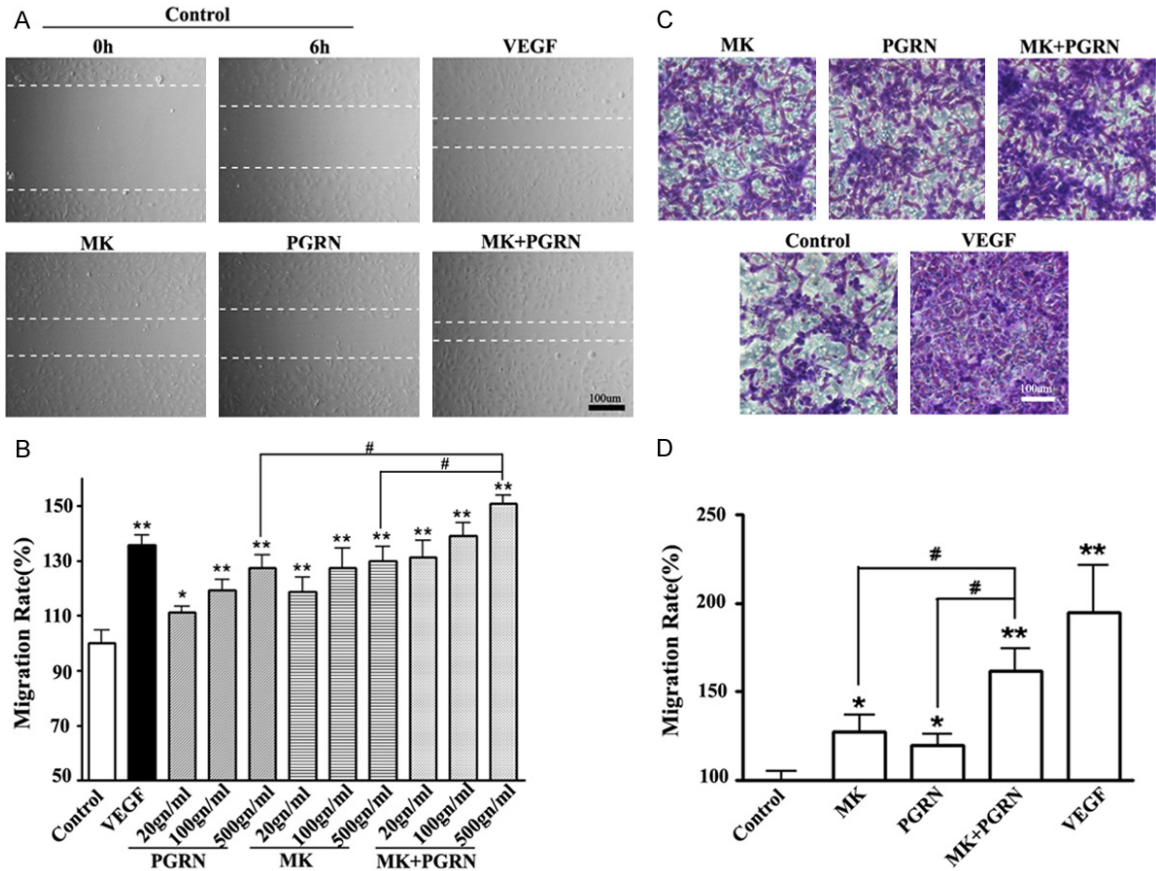 A
Control
0h 6h VEGF
MK PGRN MK+PGRN
100um
C
MK PGRN MK+PGRN
Control VEGF
100um
B
# 
#
Migration Rate(%)
150
130
110
90
70
50
** * ** ** ** ** ** ** ** **
Control VEGF 20gn/ml 100gn/ml 500gn/ml 20gn/ml 100gn/ml 500gn/ml 20gn/ml 100gn/ml 500gn/ml
PGRN MK MK+PGRN
D
Migration Rate(%)
250
200
150
100
#
#
* * ** **
Control MK PGRN MK+PGRN VEGF